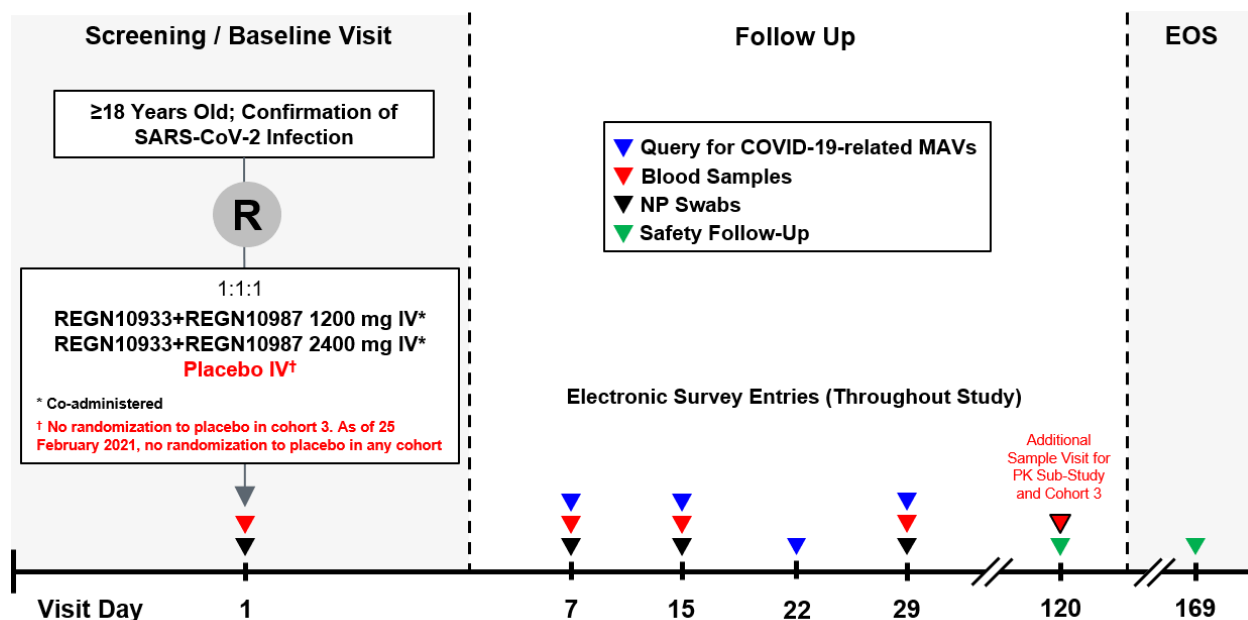 Screening / Baseline Visit
Follow Up
EOS
≥18 Years Old; Confirmation of
SARS-CoV-2 Infection
R
1:1:1
REGN10933+REGN10987 1200 mg IV*
REGN10933+REGN10987 2400 mg IV*
Placebo IV†
* Co-administered
† No randomization to placebo in cohort 3. As of 25
February 2021, no randomization to placebo in any cohort
Query for COVID-19-related MAVs
Blood Samples
NP Swabs
Safety Follow-Up
Electronic Survey Entries (Throughout Study)
Additional
Sample Visit for
PK Sub-Study
and Cohort 3
Visit Day 1 7 15 22 29 120 169